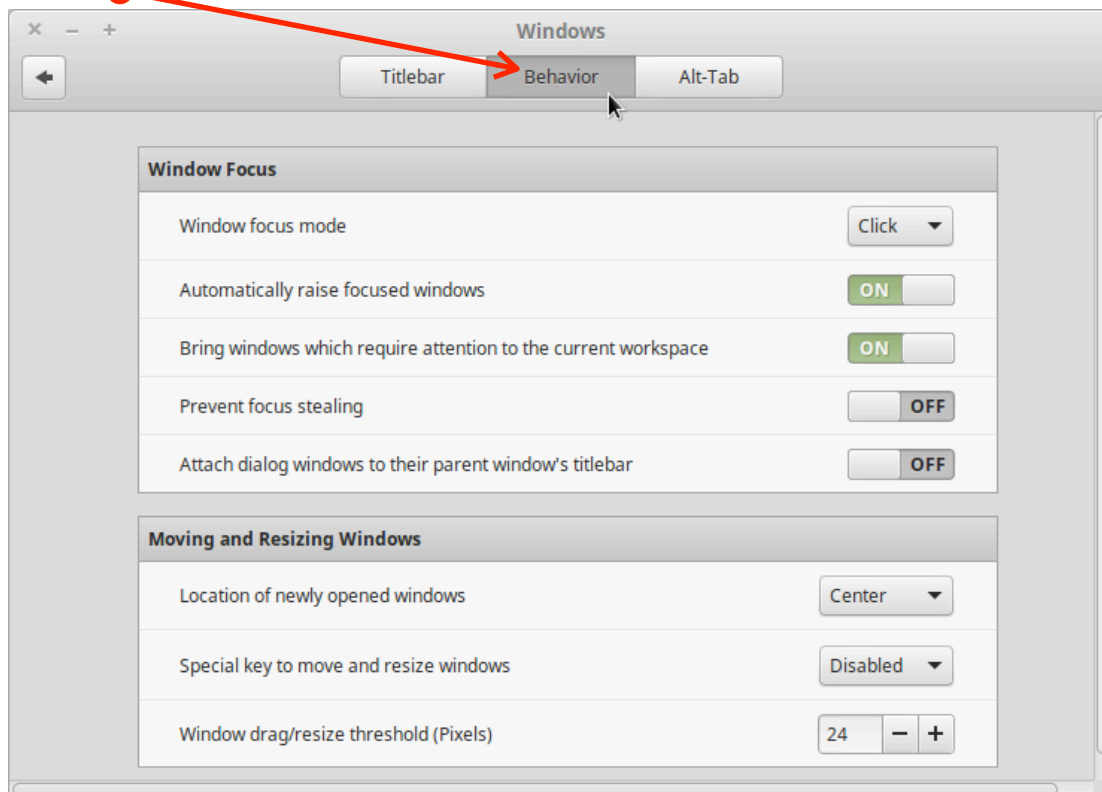 Windows
Titlebar Behavior Alt-Tab
Window Focus
Window focus mode Click
Automatically raise focused windows ON
Bring windows which require attention to the current workspace ON
Prevent focus stealing OFF
Attach dialog windows to their parent window's titlebar OFF
Moving and Resizing Windows
Location of newly opened windows Center
Special key to move and resize windows Disabled
Window drag/resize threshold (Pixels) 24 − +